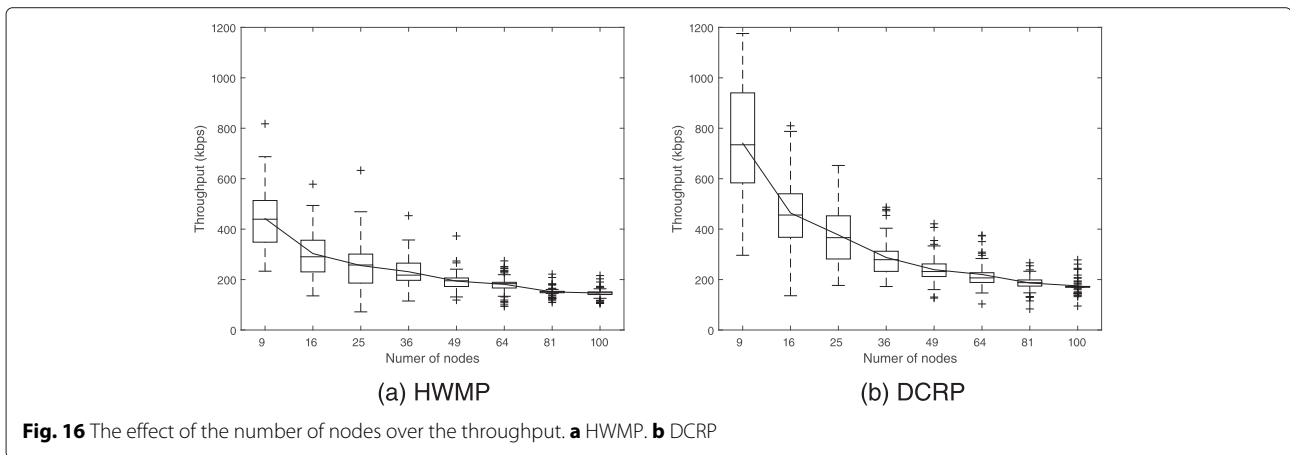 1200
1000
800
600
400
200
0
Throughput (kbps)
9 16 25 36 49 64 81 100
Numer of nodes
(a) HWMP
1200
1000
800
600
400
200
0
Throughput (kbps)
9 16 25 36 49 64 81 100
Numer of nodes
(b) DCRP
Fig. 16 The effect of the number of nodes over the throughput. a HWMP. b DCRP